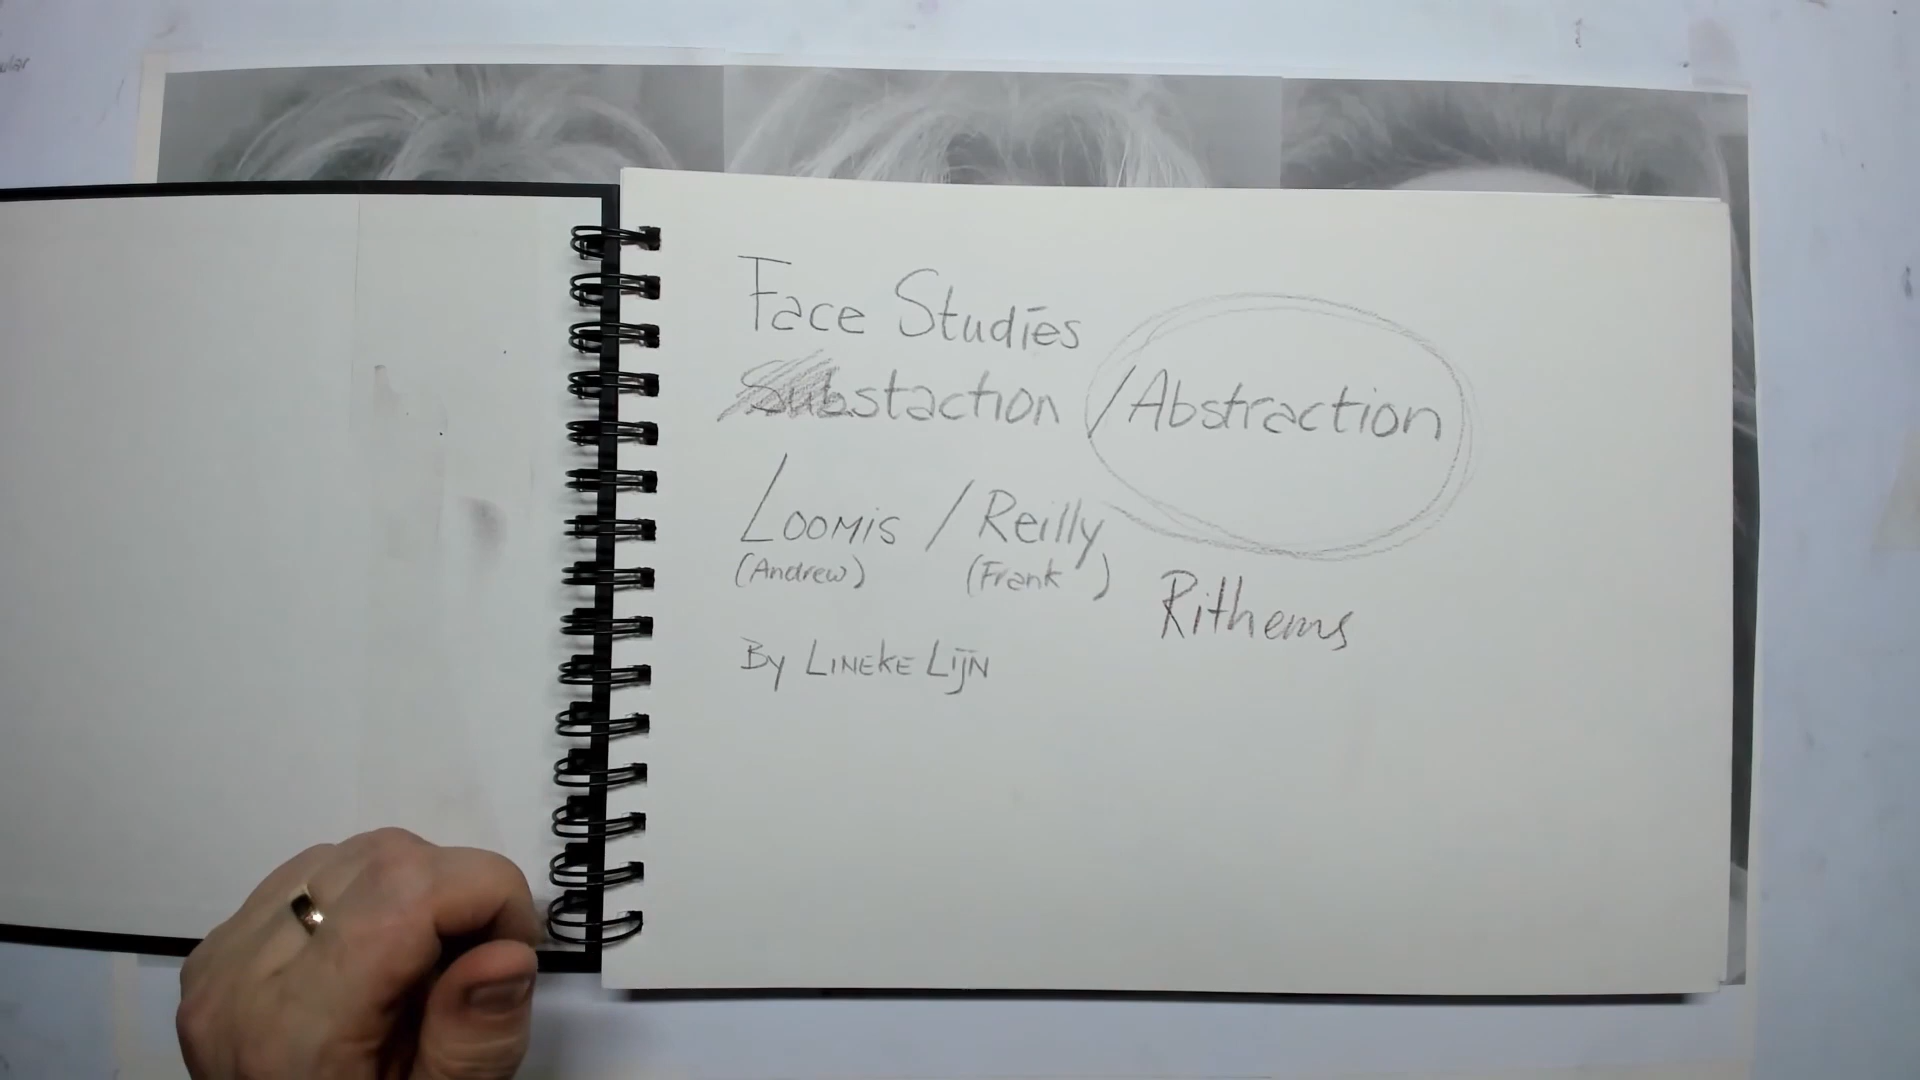 Face Studies
Substaction / Abstraction
Loomis / Reilly
(Andrew) (Frank)
Rithems
By Lineke Lijn